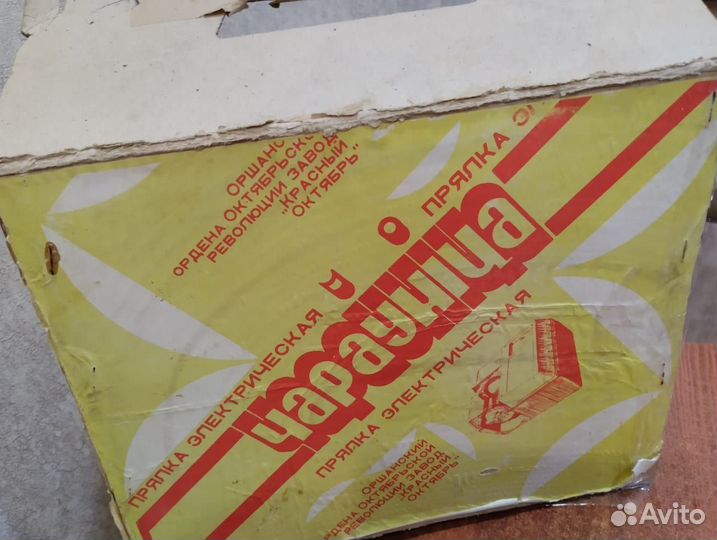 ОРШАНС
ОРДЕНА ОКТЯБРЬСКО
РЕВОЛЮЦИИ ЗАВОД
„КРАСНЫЙ
ОКТЯБРЬ"
ПРЯЛКА Э
ПРЯЛКА ЭЛЕКТРИЧЕСКАЯ
чараўніца
ПРЯЛКА ЭЛЕКТРИЧЕСКАЯ
ОРШАНСКИЙ
ОРДЕНА ОКТЯБРЬСКОЙ
РЕВОЛЮЦИИ ЗАВОД
„КРАСНЫЙ
ОКТЯБРЬ"
Avito